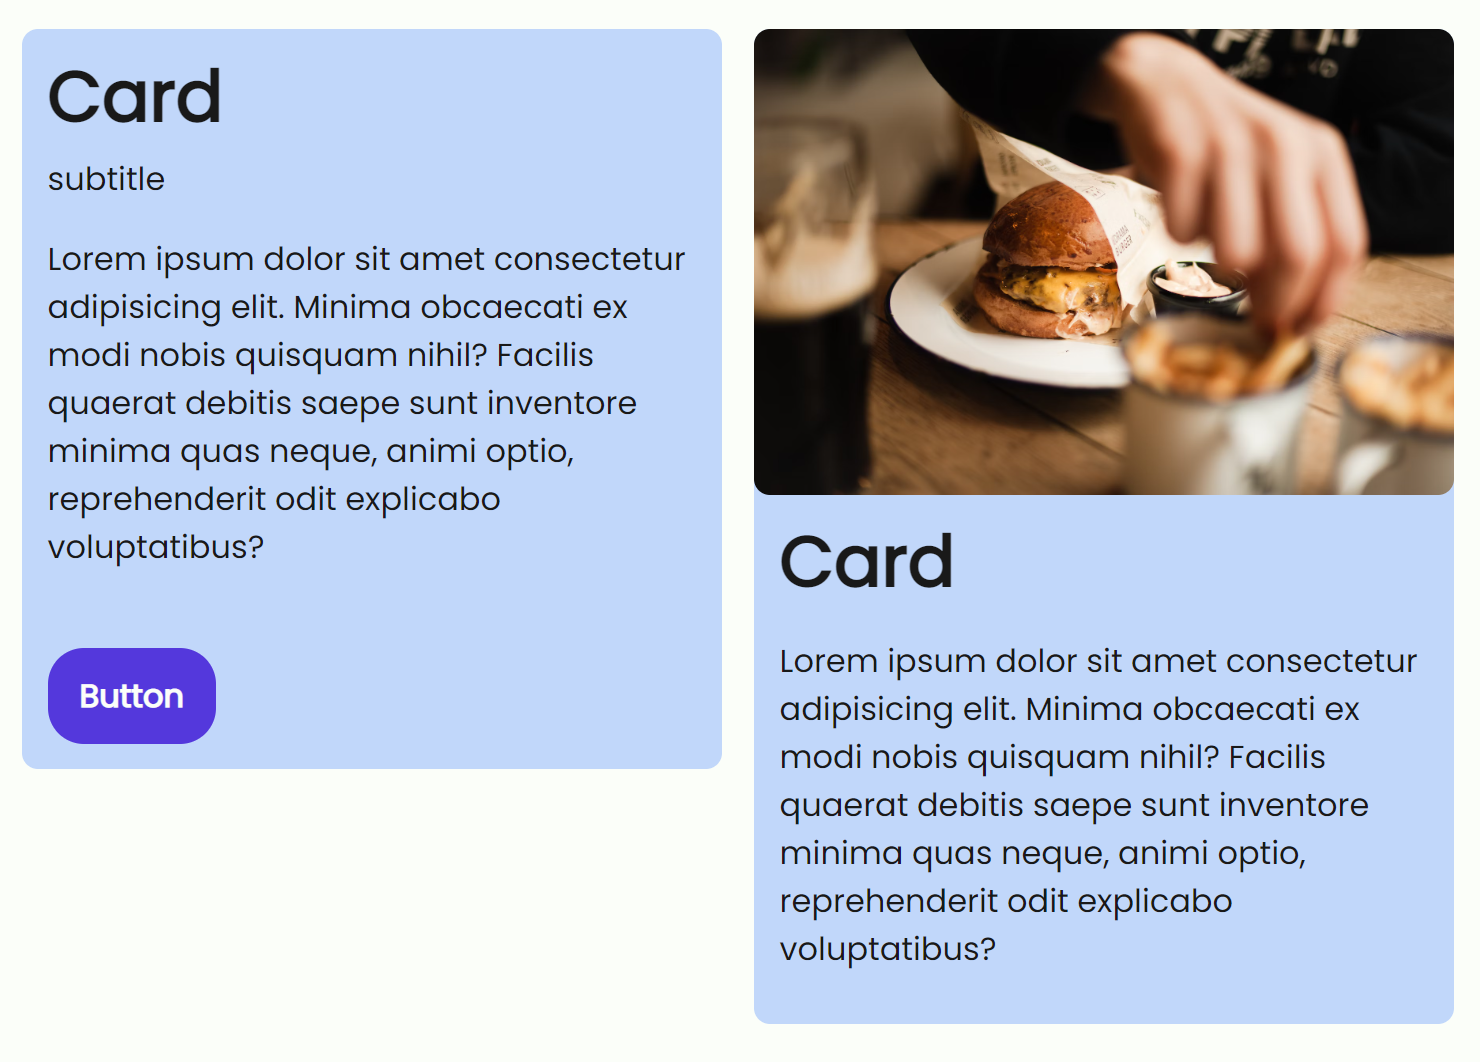 Card
subtitle
Lorem ipsum dolor sit amet consectetur
adipisicing elit. Minima obcaecati ex
modi nobis quisquam nihil? Facilis
quaerat debitis saepe sunt inventore
minima quas neque, animi optio,
reprehenderit odit explicabo
voluptatibus?
Button
Card
Lorem ipsum dolor sit amet consectetur
adipisicing elit. Minima obcaecati ex
modi nobis quisquam nihil? Facilis
quaerat debitis saepe sunt inventore
minima quas neque, animi optio,
reprehenderit odit explicabo
voluptatibus?